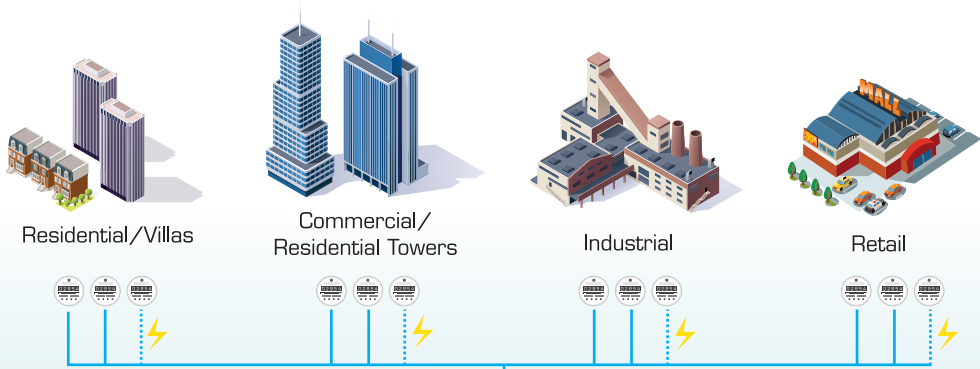 MALL
Residential/Villas
Commercial/
Residential Towers
Industrial
Retail